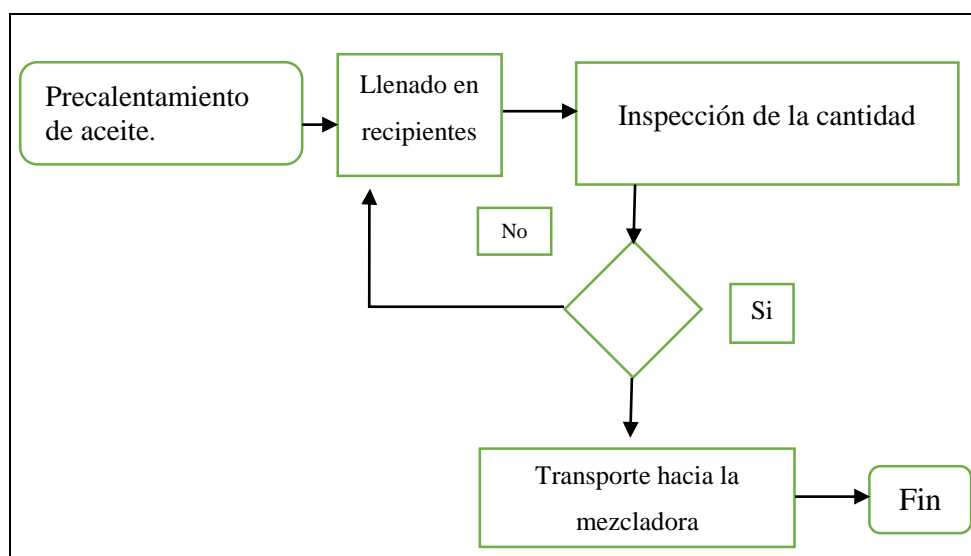 Precalentamiento
de aceite.
Llenado en
recipientes
Inspección de la cantidad
No
Si
Transporte hacia la
mezcladora
Fin